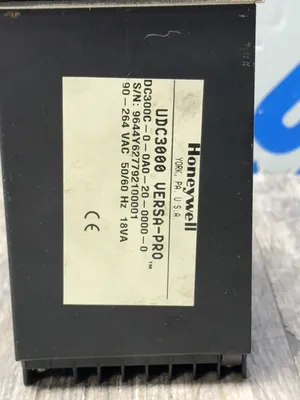 Honeywell
YORK, PA. U.S.A.
UDC3000 VERSA-PRO™
DC300C-0-0A0-20-0000-0
S/N: 9644Y627792100001
90-264 VAC 50/60 Hz 18VA
CE